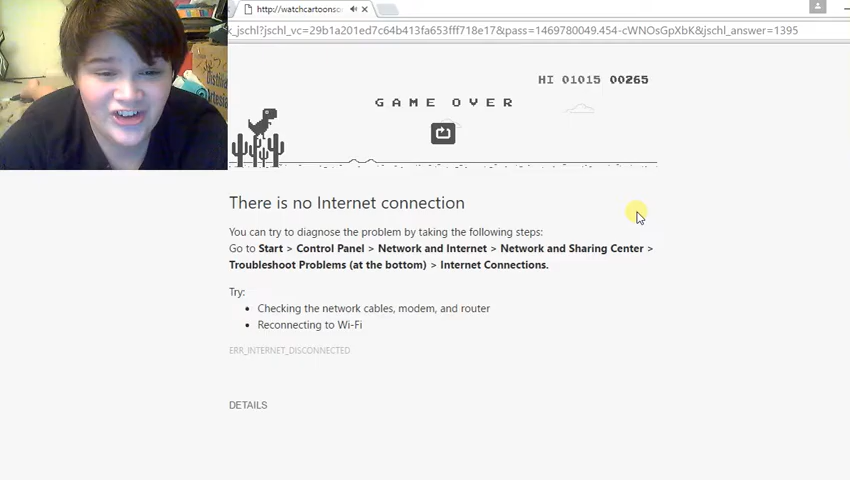 http://watchcartoonso
k_jschl?jschl_vc=29b1a201ed7c64b413fa653fff718e17&pass=1469780049.454-cWNOsGpXbK&jschl_answer=1395
HI 01015 00265
GAME OVER
There is no Internet connection
You can try to diagnose the problem by taking the following steps:
Go to Start > Control Panel > Network and Internet > Network and Sharing Center >
Troubleshoot Problems (at the bottom) > Internet Connections.
Try:
• Checking the network cables, modem, and router
• Reconnecting to Wi-Fi
ERR_INTERNET_DISCONNECTED
DETAILS